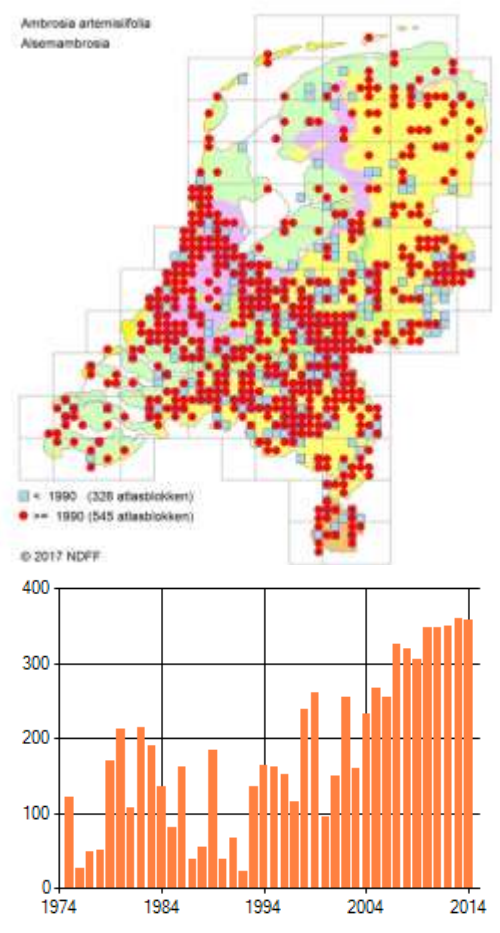 Ambrosia artemisiifolia
Alsemambrosia
< 1990 (328 atlasblokken)
>= 1990 (545 atlasblokken)
© 2017 NDFF
400
300
200
100
0
1974 1984 1994 2004 2014